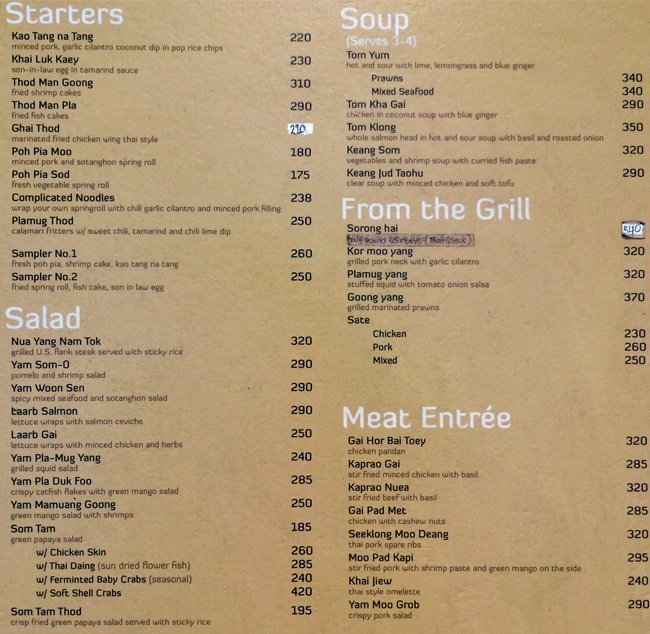 Starters
Kao Tang na Tang 220
minced pork, garlic cilantro coconut dip in pop rice chips
Khai Luk Kaey 230
son-in-law egg in tamarind sauce
Thod Man Goong 310
fried shrimp cakes
Thod Man Pla 290
fried fish cakes
Ghai Thod 290
marinated fried chicken wing thai style
Poh Pia Moo 180
minced pork and sotanghon spring roll
Poh Pia Sod 175
fresh vegetable spring roll
Complicated Noodles 238
wrap your own springroll with chili garlic cilantro and minced pork filling
Plamug Thod 250
calamari fritters w/ sweet chili, tamarind and chili lime dip
Sampler No.1 260
fresh poh pia, shrimp cake, kao tang na tang
Sampler No.2 250
fried spring roll, fish cake, son in law egg
Salad
Nua Yang Nam Tok 320
grilled U.S. flank steak served with sticky rice
Yam Som-O 290
pomelo and shrimp salad
Yam Woon Sen 290
spicy mixed seafood and sotanghon salad
Laarb Salmon 290
lettuce wraps with salmon ceviche
Laarb Gai 250
lettuce wraps with minced chicken and herbs
Yam Pla-Mug Yang 240
grilled squid salad
Yam Pla Duk Foo 285
crispy catfish flakes with green mango salad
Yam Mamuang Goong 250
green mango salad with shrimps
Som Tam 185
green papaya salad
w/ Chicken Skin 260
w/ Thai Daing (sun dried flower fish) 285
w/ Ferminted Baby Crabs (seasonal) 240
w/ Soft Shell Crabs 420
Som Tam Thod 195
crisp fried green papaya salad served with sticky rice
Soup
(Serves 3-4)
Tom Yum
hot and sour with lime, lemongrass and blue ginger
Prawns 340
Mixed Seafood 340
Tom Kha Gai 290
chicken in coconut soup with blue ginger
Tom Klong 350
whole salmon head in hot and sour soup with basil and roasted onion
Keang Som 320
vegetables and shrimp soup with curried fish paste
Keang Jud Taohu 290
clear soup with minced chicken and soft tofu
From the Grill
Sorong hai 540
US ribeye (Thai Steak)
Kor moo yang 320
grilled pork neck with garlic cilantro
Plamug yang 320
stuffed squid with tomato onion salsa
Goong yang 370
grilled marinated prawns
Sate
Chicken 230
Pork 260
Mixed 250
Meat Entrée
Gai Hor Bai Toey 320
chicken pandan
Kaprao Gai 285
stir fried minced chicken with basil
Kaprao Nuea 320
stir fried beef with basil
Gai Pad Met 285
chicken with cashew nuts
Seeklong Moo Deang 320
thai pork spare ribs
Moo Pad Kapi 295
stir fried pork with shrimp paste and green mango on the side
Khai Jiew 240
thai style omelette
Yam Moo Grob 290
crispy pork salad